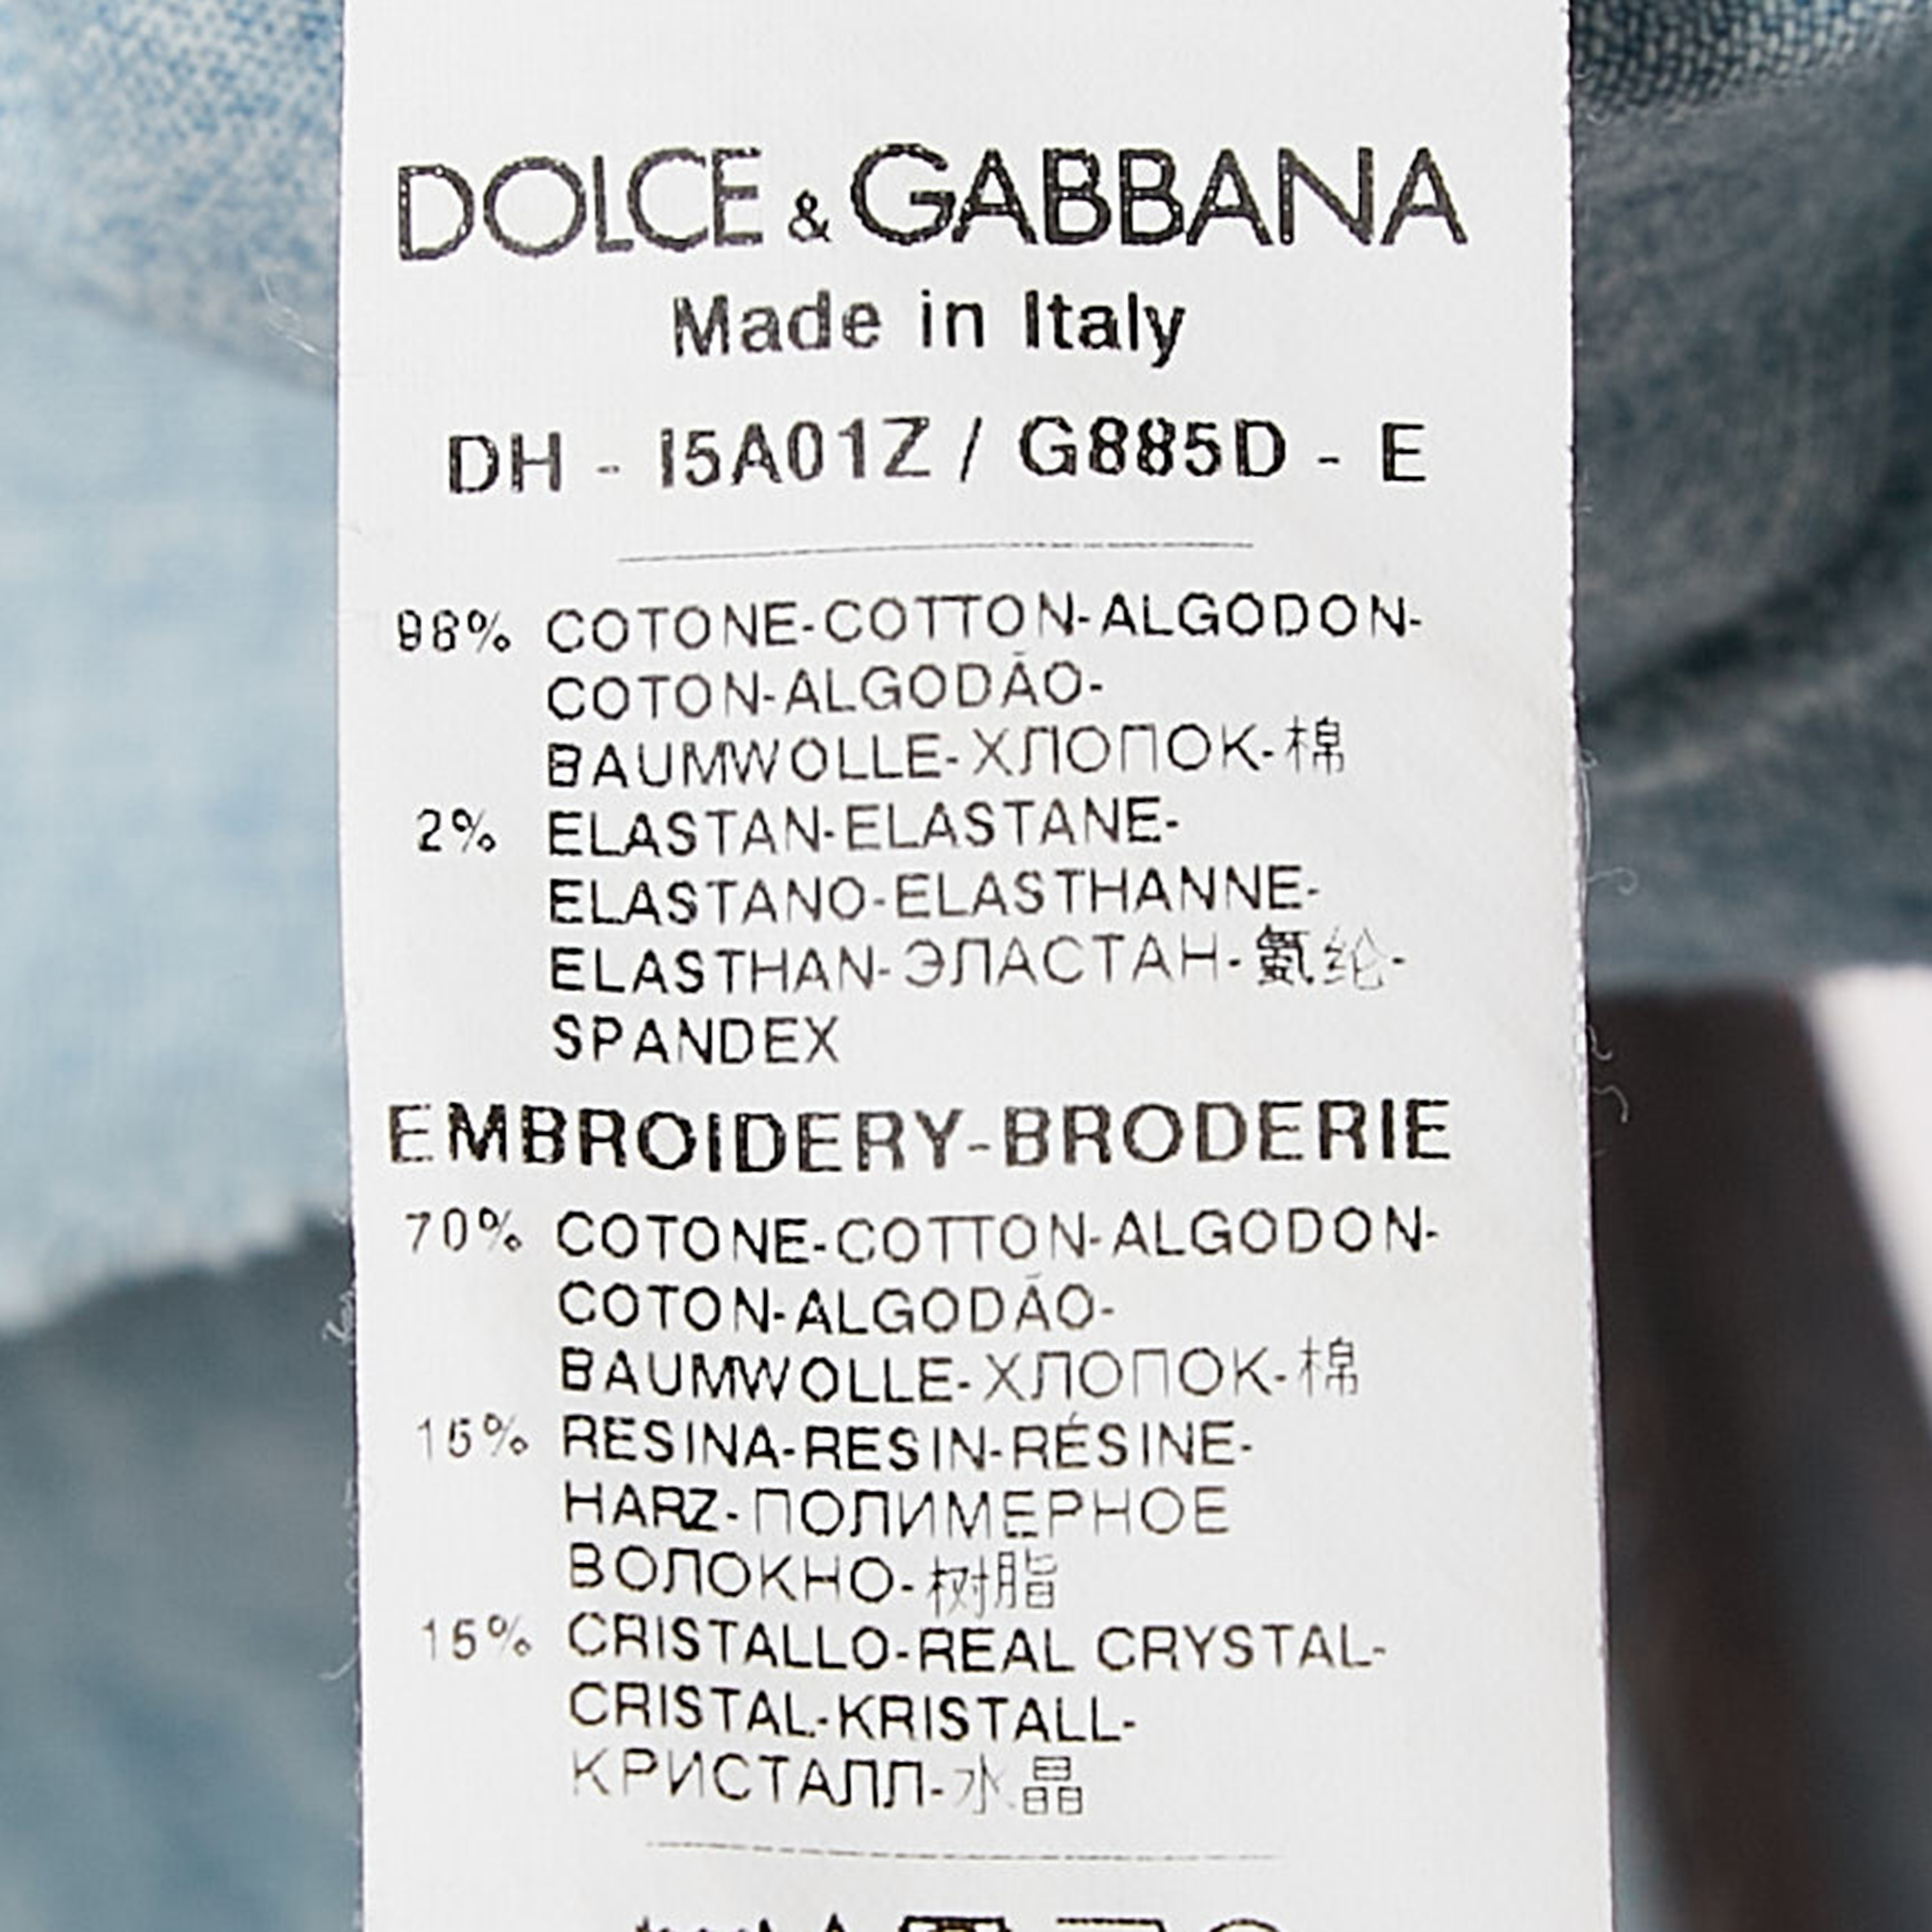 DOLCE & GABBANA
Made in Italy
DH - I5A01Z / G885D - E
98% COTONE-COTTON-ALGODON-
COTON-ALGODÃO-
BAUMWOLLE-ХЛОПОК-棉
2% ELASTAN-ELASTANE-
ELASTANO-ELASTHANNE-
ELASTHAN-ЭЛАСТАН-氨纶-
SPANDEX
EMBROIDERY-BRODERIE
70% COTONE-COTTON-ALGODON-
COTON-ALGODÃO-
BAUMWOLLE-ХЛОПОК-棉
15% RESINA-RESIN-RÉSINE-
HARZ-ПОЛИМЕРНОЕ
ВОЛОКНО-树脂
15% CRISTALLO-REAL CRYSTAL-
CRISTAL-KRISTALL-
КРИСТАЛЛ-水晶